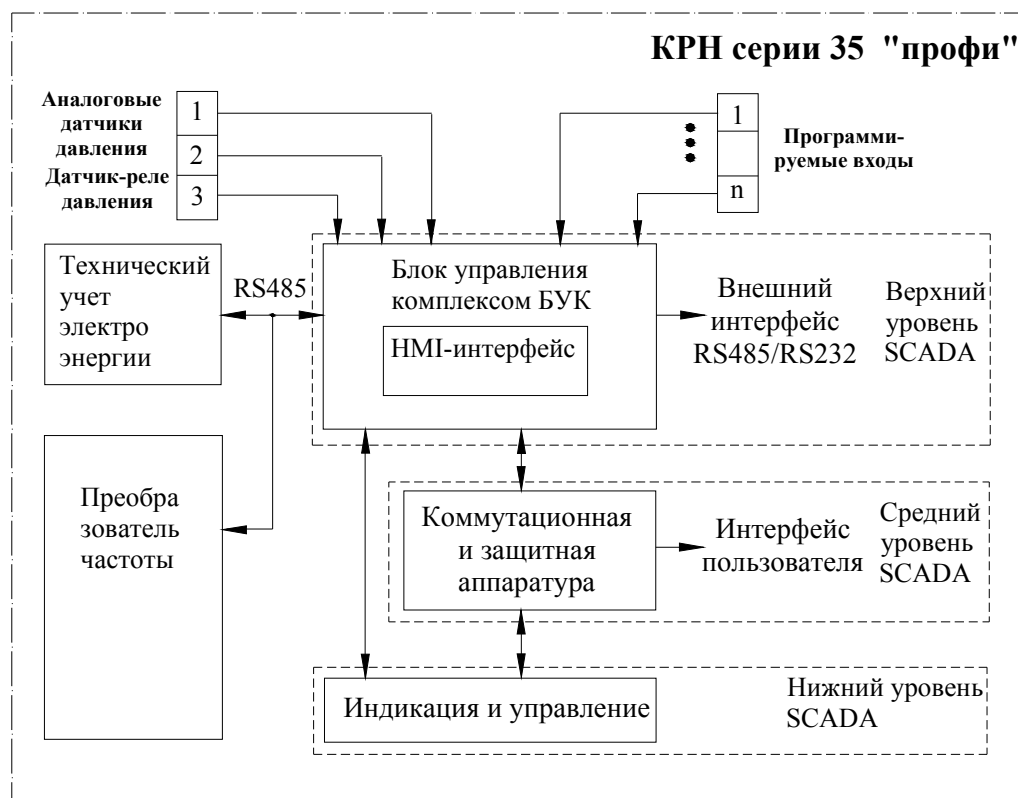 КРН серии 35 "профи"
Аналоговые
датчики
давления
Датчик-реле
давления
1
2
3
1
n
Программи-
руемые входы
Технический
учет
электро
энергии
RS485
Блок управления
комплексом БУК
HMI-интерфейс
Внешний
интерфейс
RS485/RS232
Верхний
уровень
SCADA
Преобра
зователь
частоты
Коммутационная
и защитная
аппаратура
Интерфейс
пользователя
Средний
уровень
SCADA
Индикация и управление
Нижний уровень
SCADA